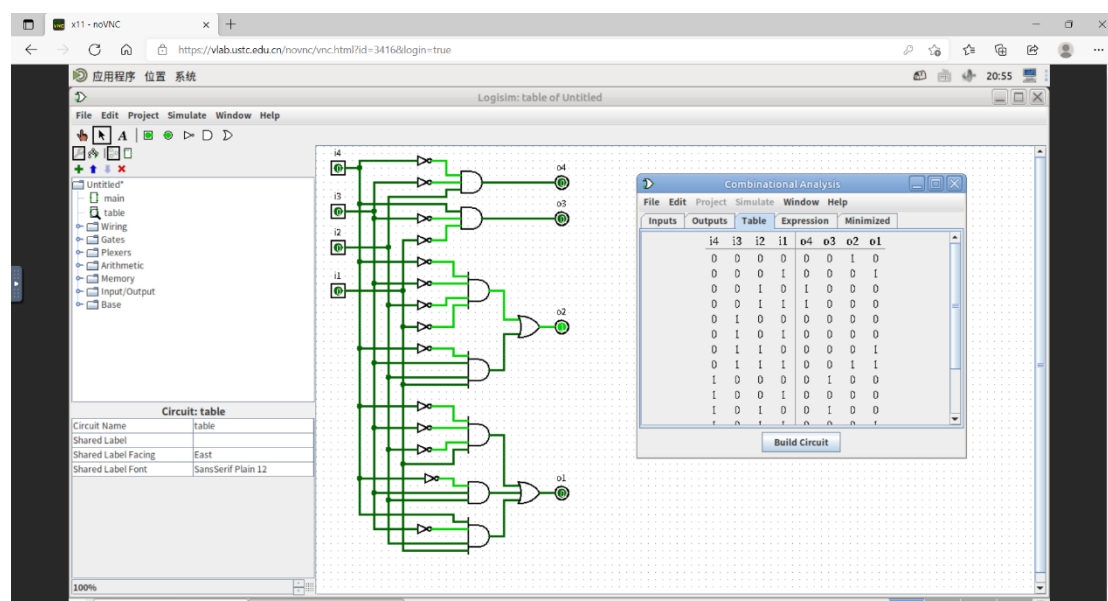 x11 - noVNC
https://vlab.ustc.edu.cn/novnc/vnc.html?id=3416&login=true
应用程序 位置 系统
20:55
Logisim: table of Untitled
File Edit Project Simulate Window Help
A
Untitled*
main
table
Wiring
Gates
Plexers
Arithmetic
Memory
Input/Output
Base
Circuit: table
Circuit Name table
Shared Label
Shared Label Facing East
Shared Label Font SansSerif Plain 12
100%
i4
o4
i3
o3
i2
i1
o2
o1
Combinational Analysis
File Edit Project Simulate Window Help
Inputs Outputs Table Expression Minimized
i4 i3 i2 i1 o4 o3 o2 o1
0 0 0 0 0 0 1 0
0 0 0 1 0 0 0 1
0 0 1 0 1 0 0 0
0 0 1 1 1 0 0 0
0 1 0 0 0 0 0 0
0 1 0 1 0 0 0 0
0 1 1 0 0 0 0 1
0 1 1 1 0 0 1 1
1 0 0 0 0 1 0 0
1 0 0 1 0 0 0 0
1 0 1 0 0 1 0 0
Build Circuit